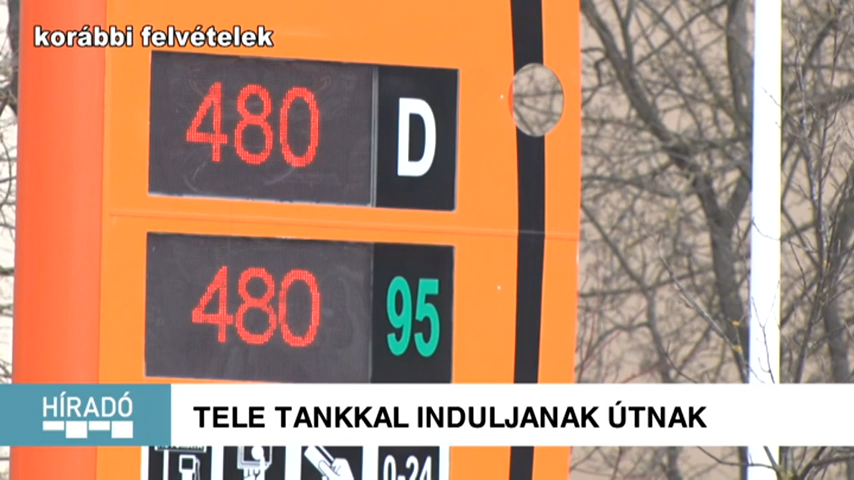 korábbi felvételek
480 D
480 95
HÍRADÓ
TELE TANKKAL INDULJANAK ÚTNAK
0-24